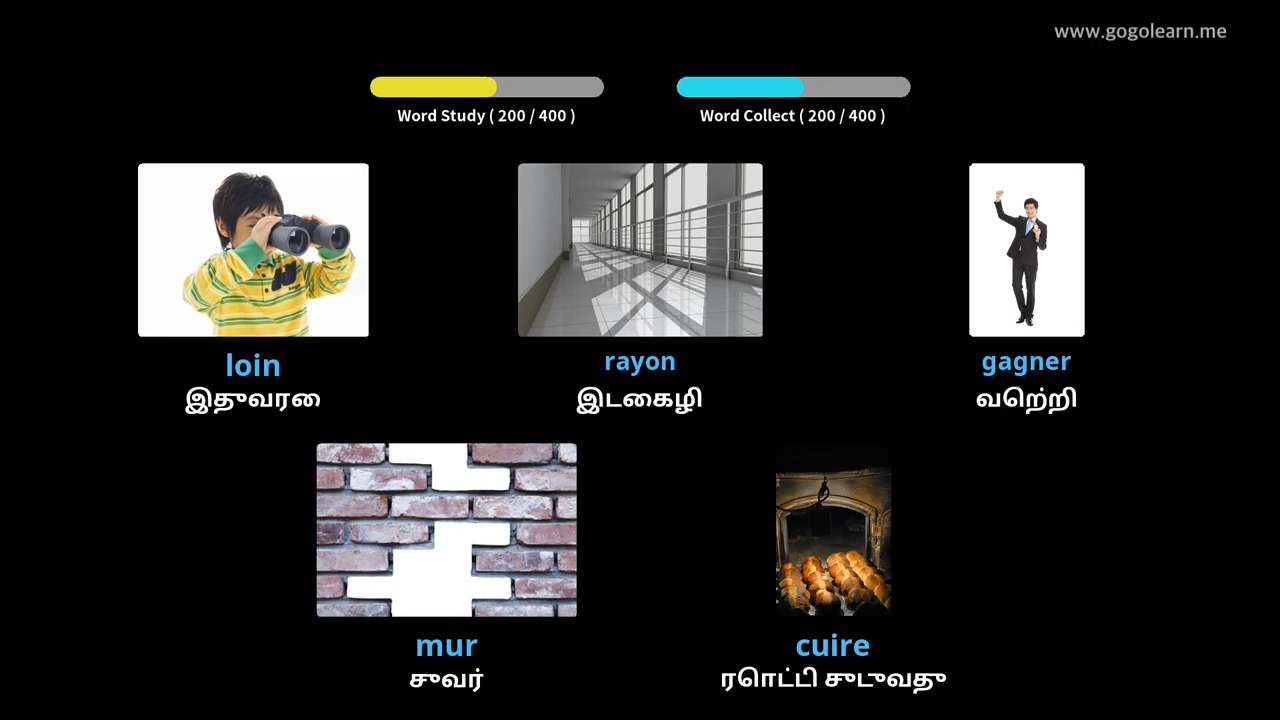 www.gogolearn.me
Word Study ( 200 / 400 )
Word Collect ( 200 / 400 )
loin
இதுவரை
rayon
இடைகழி
gagner
வெற்றி
mur
சுவர்
cuire
ரொட்டி சுடுவது